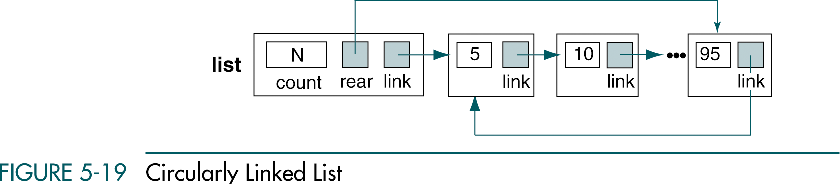 N 5 10 ••• 95
list
count rear link link link link
FIGURE 5-19 Circularly Linked List